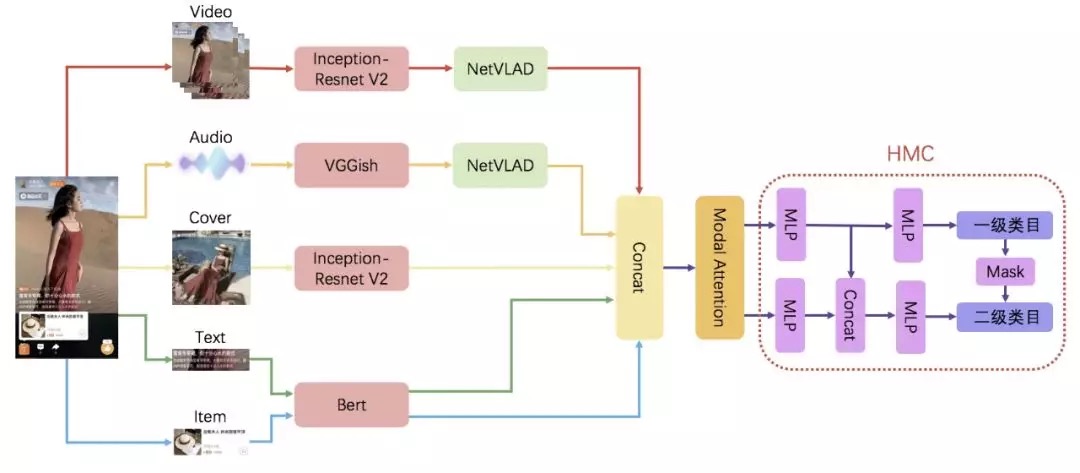 Video
Inception-
Resnet V2
NetVLAD
Audio
VGGish
NetVLAD
HMC
Cover
Inception-
Resnet V2
Concat
Modal Attention
MLP
MLP
一级类目
Mask
MLP
Concat
MLP
二级类目
Text
Bert
Item